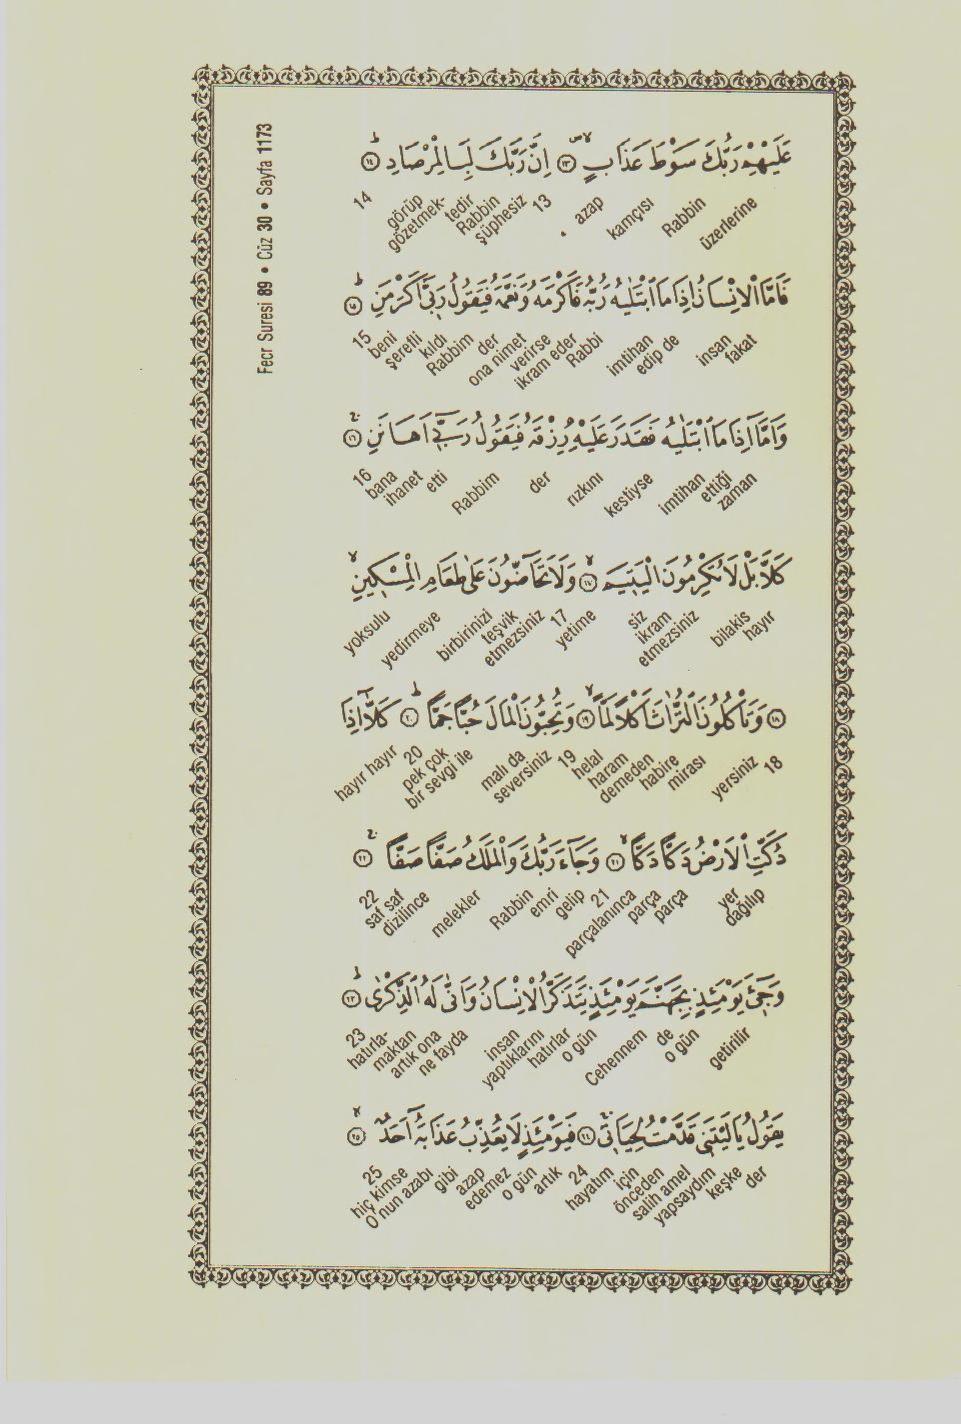 Fecr Suresi 89 • Cüz 30 • Sayfa 1173
عَلَيْهِمْ رَبُّكَ سَوْطَ عَذَابٍ ﴿١٣﴾ اِنَّ رَبَّكَ لَبِالْمِرْصَادِ ﴿١٤﴾
üzerlerine
Rabbin
kamçısı
azap
13
şüphesiz
Rabbin
görüp
gözetmek-
tedir
14
فَاَمَّا الْاِنْسَانُ اِذَا مَا ابْتَلٰيهُ رَبُّهُ فَاَكْرَمَهُ وَنَعَّمَهُ فَيَقُولُ رَبِّٓي اَكْرَمَنِ ﴿١٥﴾
fakat
insan
imtihan
edip de
Rabbi
ikram eder
ona nimet
verirse
der
Rabbim
beni
şerefli
kıldı
15
وَاَمَّٓا اِذَا مَا ابْتَلٰيهُ فَقَدَرَ عَلَيْهِ رِزْقَهُ فَيَقُولُ رَبِّٓي اَهَانَنِ ﴿١٦﴾
imtihan
ettiği
zaman
kestiyse
rızkını
der
Rabbim
bana
ihanet
etti
16
كَلَّا بَلْ لَا تُكْرِمُونَ الْيَتِيمَ ﴿١٧﴾ وَلَا تَحَٓاضُّونَ عَلٰى طَعَامِ الْمِسْكِينِ
hayır
bilakis
siz
ikram
etmezsiniz
yetime
17
birbirinizi
teşvik
etmezsiniz
yedirmeye
yoksulu
﴿١٨﴾ وَتَأْكُلُونَ التُّرَاثَ اَكْلًا لَمًّا ﴿١٩﴾ وَتُحِبُّونَ الْمَالَ حُبًّا جَمًّا ﴿٢٠﴾ كَلَّٓا اِذَا
18
yersiniz
mirası
helal
haram
demeden
habire
19
malı da
seversiniz
pek çok
bir sevgi ile
20
hayır hayır
دُكَّتِ الْاَرْضُ دَكًّا دَكًّا ﴿٢١﴾ وَجَٓاءَ رَبُّكَ وَالْمَلَكُ صَفًّا صَفًّا ﴿٢٢﴾
yer
dağılıp
parça
parça
parçalanınca
21
Rabbin
emri
gelip
melekler
saf saf
dizilince
22
وَجِٓيءَ يَوْمَئِذٍ بِجَهَنَّمَ يَوْمَئِذٍ يَتَذَكَّرُ الْاِنْسَانُ وَاَنّٰى لَهُ الذِّكْرٰى ﴿٢٣﴾
getirilir
o gün
Cehennem
de
o gün
hatırlar
insan
yaptıklarını
hatırla-
maktan
artık ona
ne fayda
23
يَقُولُ يَا لَيْتَنِي قَدَّمْتُ لِحَيَاتِي ﴿٢٤﴾ فَيَوْمَئِذٍ لَا يُعَذِّبُ عَذَابَهُٓ اَحَدٌ ﴿٢٥﴾
der
keşke
önceden
salih amel
yapsaydım
hayatım
için
24
artık
o gün
azap
edemez
hiç kimse
O'nun azabı
gibi
25